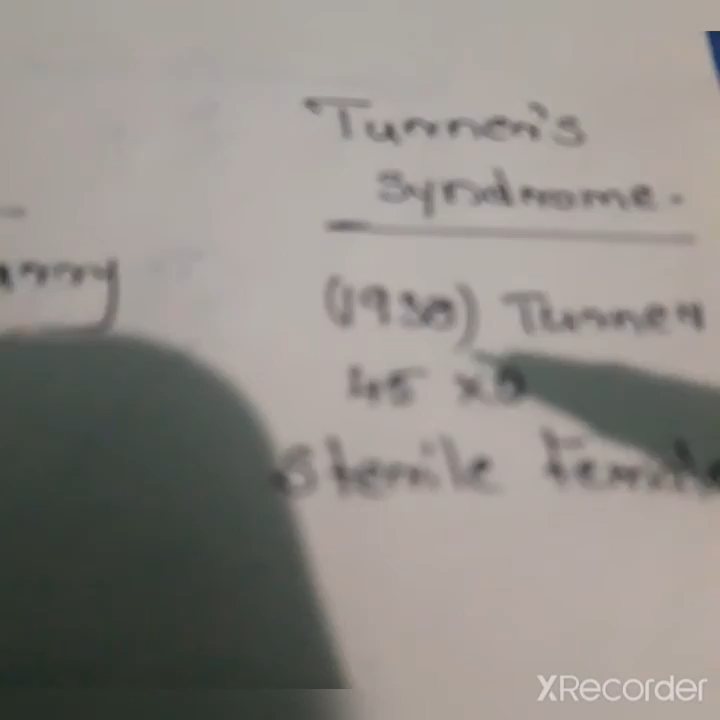 Turner's
Syndrome.
(1938) Turner
45 XO
Sterile female
XRecorder